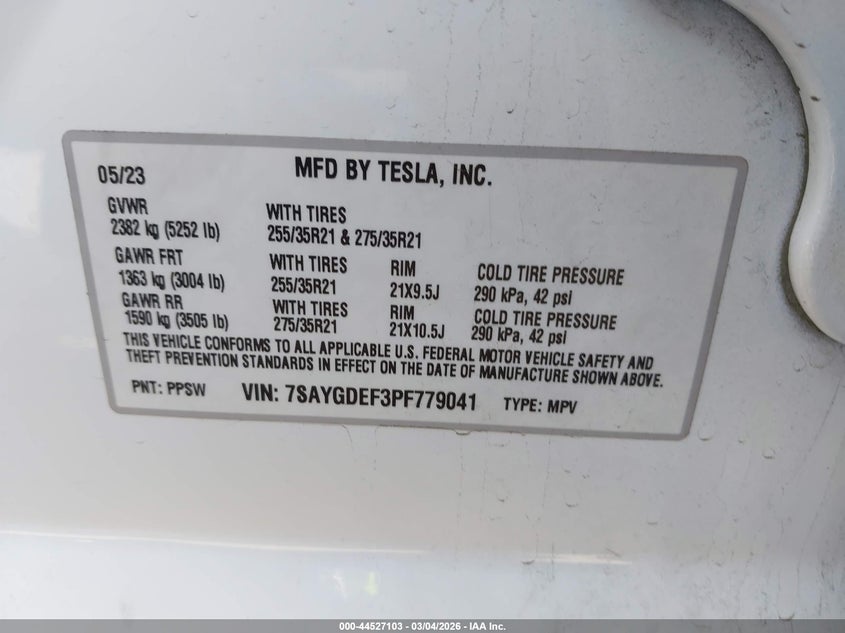 05/23 MFD BY TESLA, INC.
GVWR WITH TIRES
2382 kg (5252 lb) 255/35R21 & 275/35R21
GAWR FRT WITH TIRES RIM COLD TIRE PRESSURE
1363 kg (3004 lb) 255/35R21 21X9.5J 290 kPa, 42 psi
GAWR RR WITH TIRES RIM COLD TIRE PRESSURE
1590 kg (3505 lb) 275/35R21 21X10.5J 290 kPa, 42 psi
THIS VEHICLE CONFORMS TO ALL APPLICABLE U.S. FEDERAL MOTOR VEHICLE SAFETY AND
THEFT PREVENTION STANDARDS IN EFFECT ON THE DATE OF MANUFACTURE SHOWN ABOVE.
PNT: PPSW VIN: 7SAYGDEF3PF779041 TYPE: MPV
000-44527103 - 03/04/2026 - IAA Inc.